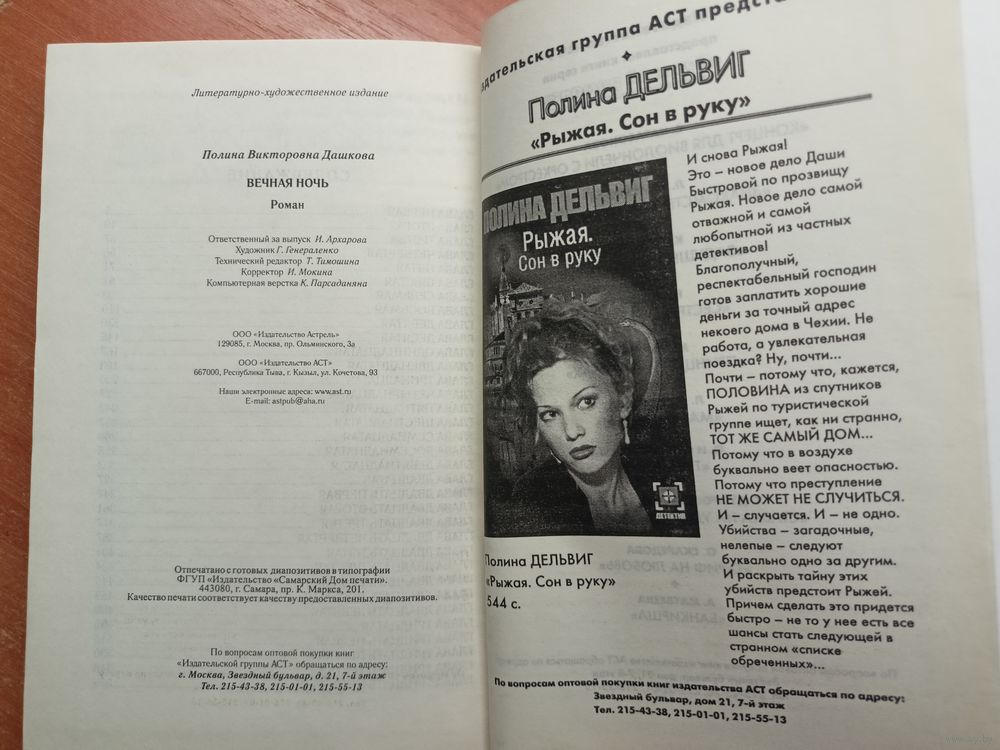 Литературно-художественное издание
Полина Викторовна Дашкова
ВЕЧНАЯ НОЧЬ
Роман
Ответственный за выпуск И. Архарова
Художник Г. Генераленко
Технический редактор Т. Тимошина
Корректор И. Мокина
Компьютерная верстка К. Парсаданяна
ООО «Издательство Астрель»
129085, г. Москва, пр. Ольминского, 3а
ООО «Издательство АСТ»
667000, Республика Тыва, г. Кызыл, ул. Кочетова, 93
Наши электронные адреса: www.ast.ru
E-mail: astpub@aha.ru
Отпечатано с готовых диапозитивов в типографии
ФГУП «Издательство «Самарский Дом печати».
443080, г. Самара, пр. К. Маркса, 201.
Качество печати соответствует качеству предоставленных диапозитивов.
По вопросам оптовой покупки книг
«Издательской группы АСТ» обращаться по адресу:
г. Москва, Звездный бульвар, д. 21, 7-й этаж
Тел. 215-43-38, 215-01-01, 215-55-13
здательская группа АСТ предста
Полина ДЕЛЬВИГ
«Рыжая. Сон в руку»
ПОЛИНА ДЕЛЬВИГ
Рыжая.
Сон в руку
ДЕТЕКТИВ
Полина ДЕЛЬВИГ
«Рыжая. Сон в руку»
544 с.
И снова Рыжая!
Это – новое дело Даши
Быстровой по прозвищу
Рыжая. Новое дело самой
отважной и самой
любопытной из частных
детективов!
Благополучный,
респектабельный господин
готов заплатить хорошие
деньги за точный адрес
некоего дома в Чехии. Не
работа, а увлекательная
поездка? Ну, почти...
Почти – потому что, кажется,
ПОЛОВИНА из спутников
Рыжей по туристической
группе ищет, как ни странно,
ТОТ ЖЕ САМЫЙ ДОМ...
Потому что в воздухе
буквально веет опасностью.
Потому что преступление
НЕ МОЖЕТ НЕ СЛУЧИТЬСЯ.
И – случается. И – не одно.
Убийства – загадочные,
нелепые – следуют
буквально одно за другим.
И раскрыть тайну этих
убийств предстоит Рыжей.
Причем сделать это придется
быстро – не то у нее есть все
шансы стать следующей в
странном «списке
обреченных»...
По вопросам оптовой покупки книг издательства АСТ обращаться по адресу:
Звездный бульвар, дом 21, 7-й этаж
Тел. 215-43-38, 215-01-01, 215-55-13